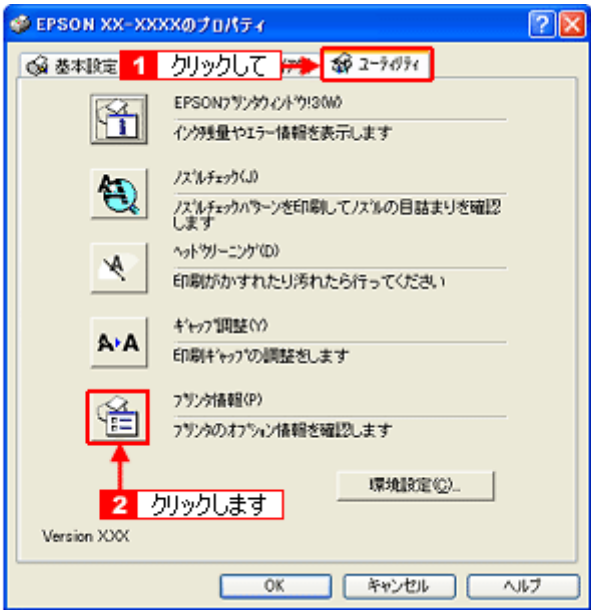 EPSON XX-XXXXのプロパティ
基本設定
1 クリックして
ユーティリティ
EPSONプリンタウィンドウ!3(W)
インク残量やエラー情報を表示します
ノズルチェック(J)
ノズルチェックパターンを印刷してノズルの目詰まりを確認
します
ヘッドクリーニング(D)
印刷がかすれたり汚れたら行ってください
ギャップ調整(Y)
印刷ギャップの調整をします
プリンタ情報(P)
プリンタのオプション情報を確認します
2 クリックします
環境設定(C)...
Version XXX
OK
キャンセル
ヘルプ